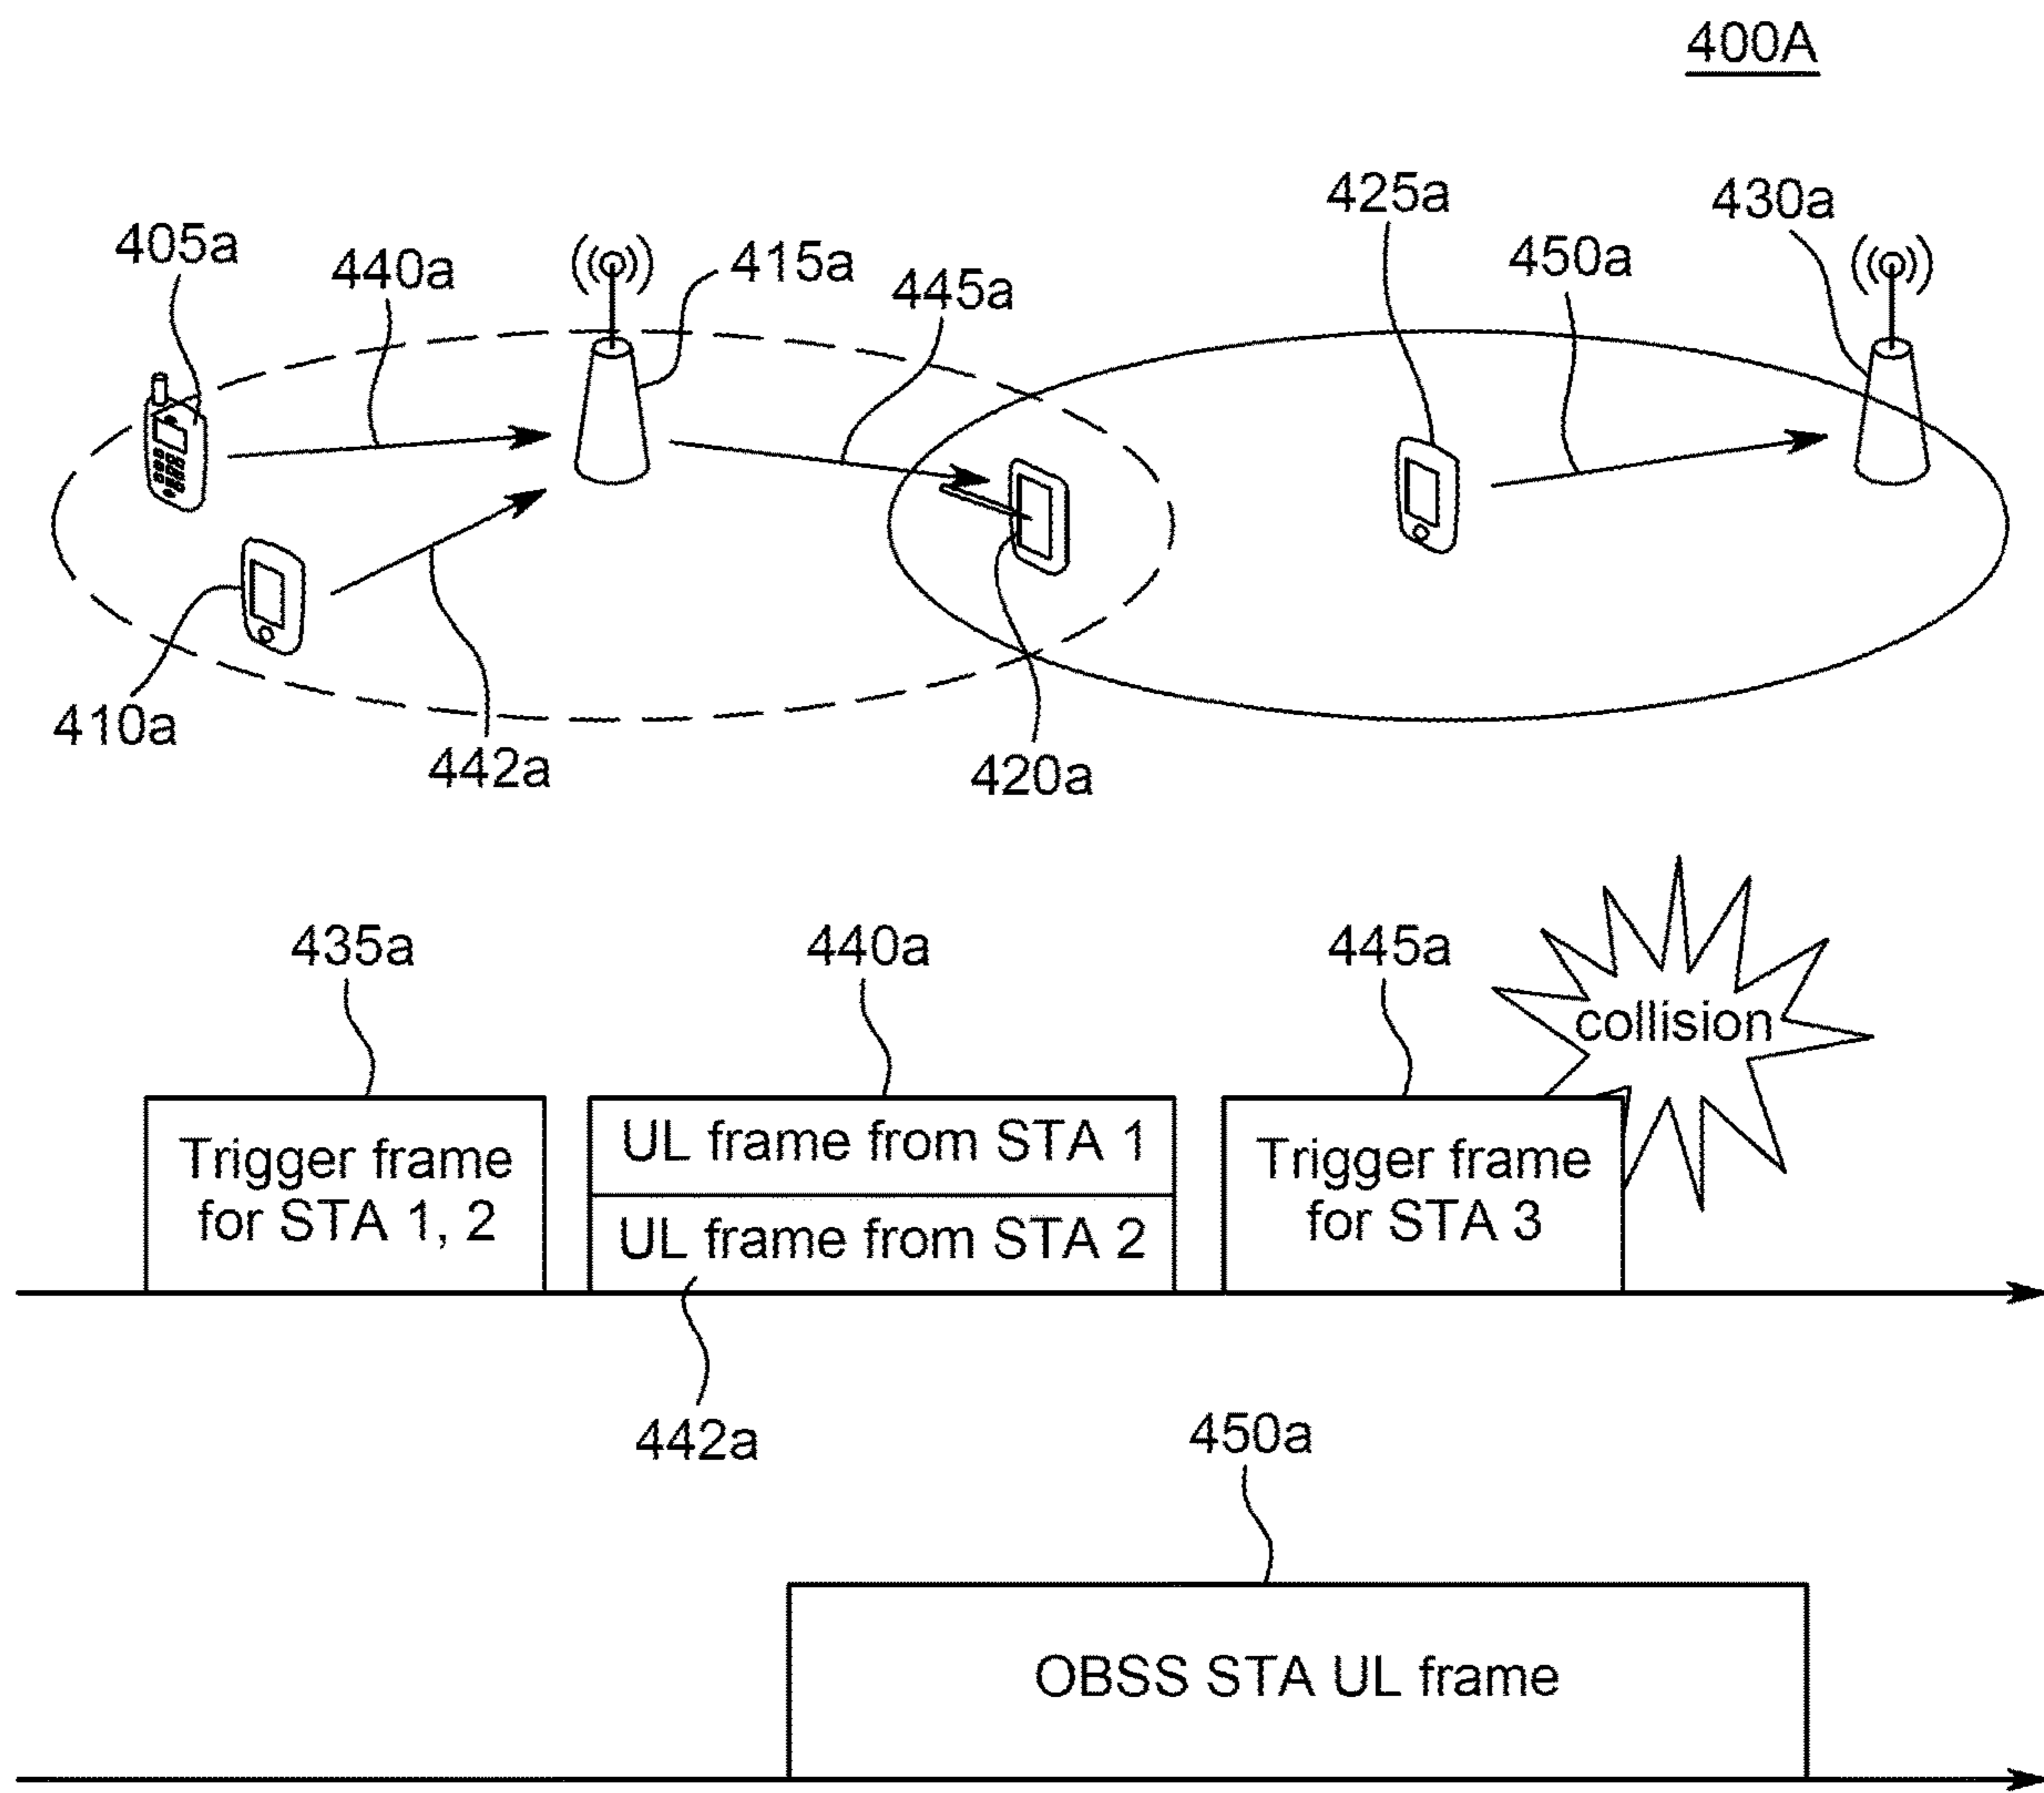 400A
425a
430a
405a
440a
415a
445a
450a
410a
442a
420a
435a
440a
445a
collision
Trigger frame
for STA 1, 2
UL frame from STA 1
UL frame from STA 2
Trigger frame
for STA 3
442a
450a
OBSS STA UL frame